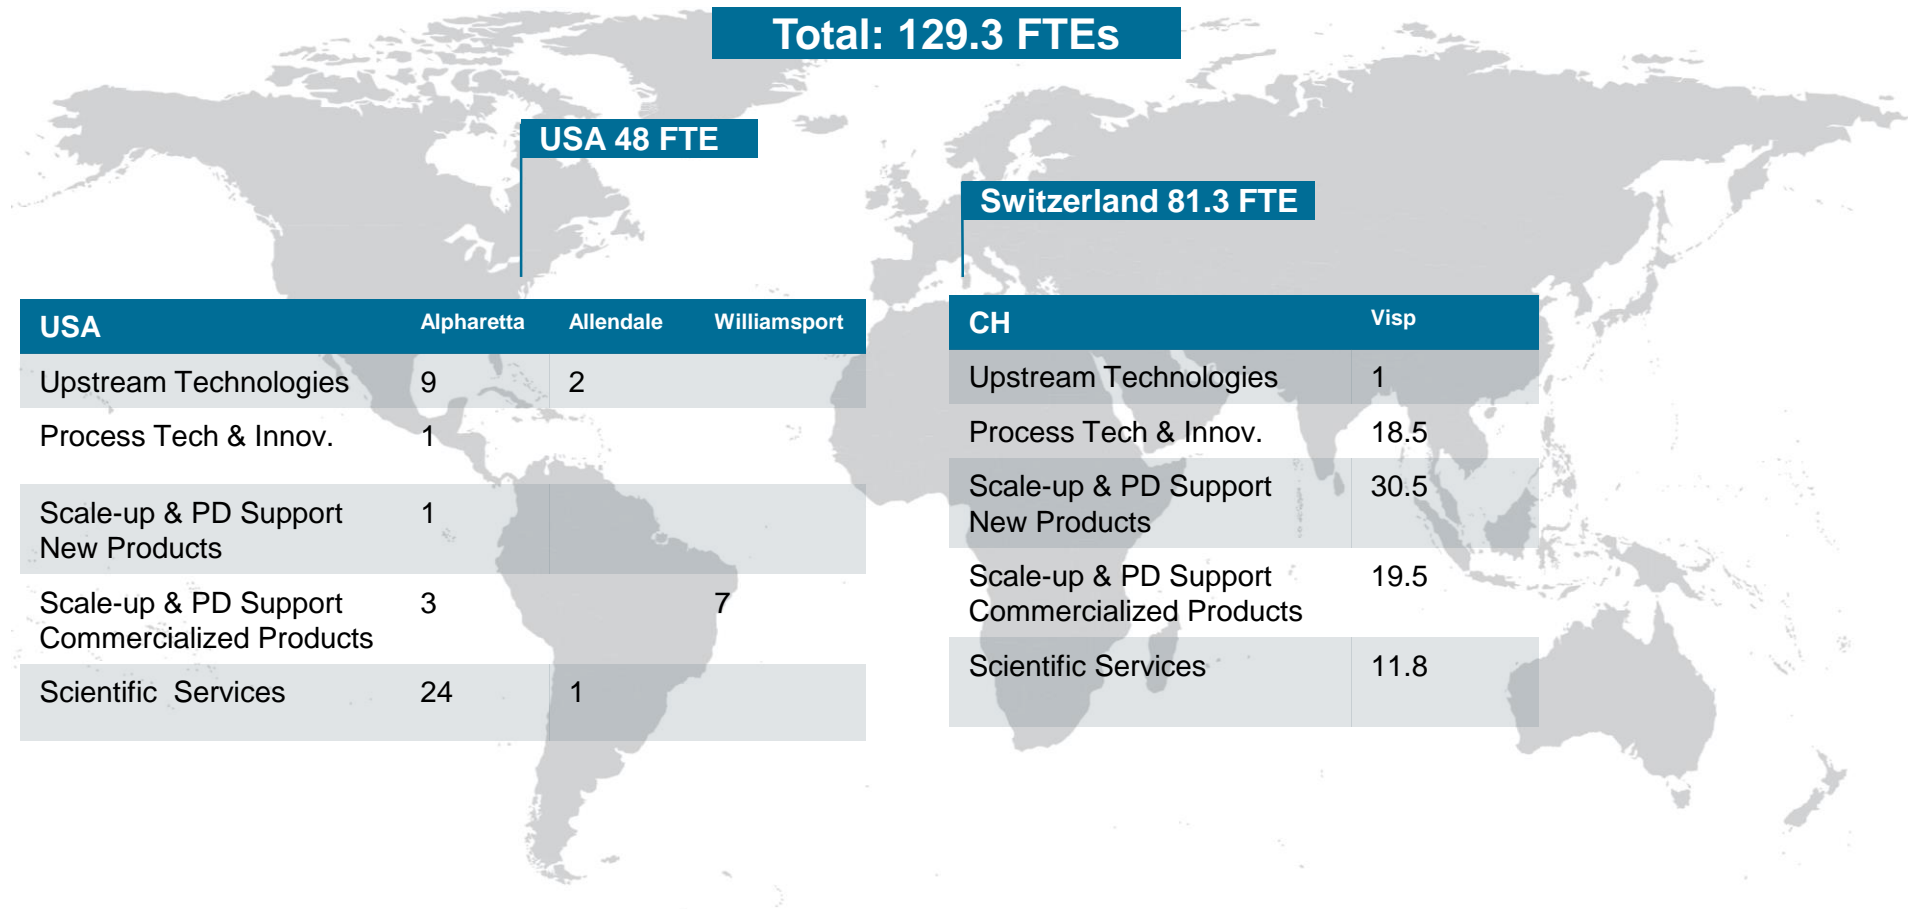 Total: 129.3 FTEs
USA 48 FTE
Switzerland 81.3 FTE
USA Alpharetta Allendale Williamsport
Upstream Technologies 9 2
Process Tech & Innov. 1
Scale-up & PD Support 1
New Products
Scale-up & PD Support 3 7
Commercialized Products
Scientific Services 24 1
CH Visp
Upstream Technologies 1
Process Tech & Innov. 18.5
Scale-up & PD Support 30.5
New Products
Scale-up & PD Support 19.5
Commercialized Products
Scientific Services 11.8